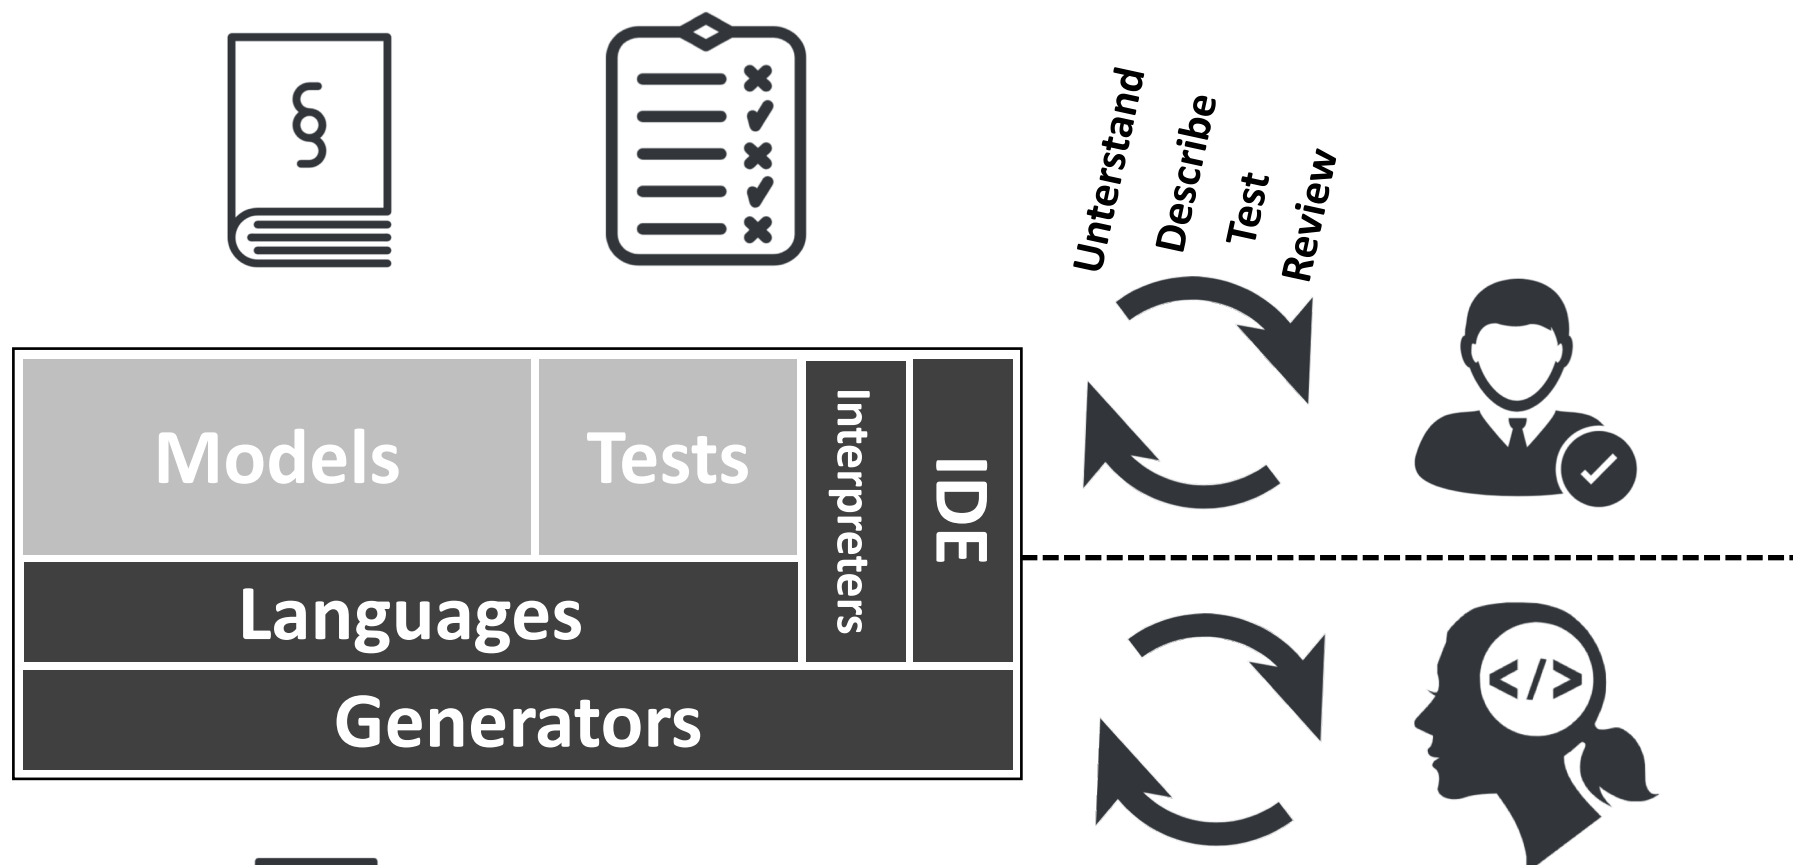 §
Unterstand
Describe
Test
Review
Models
Tests
Interpreters
IDE
Languages
Generators
</>